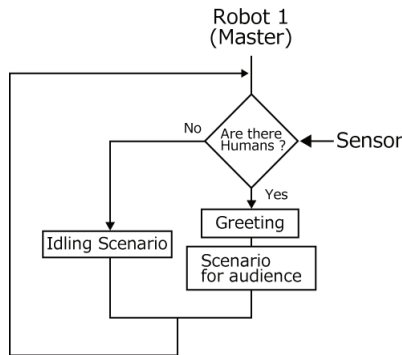 Robot 1
(Master)
Are there
Humans ?
Sensor
No
Yes
Greeting
Idling Scenario
Scenario
for audience